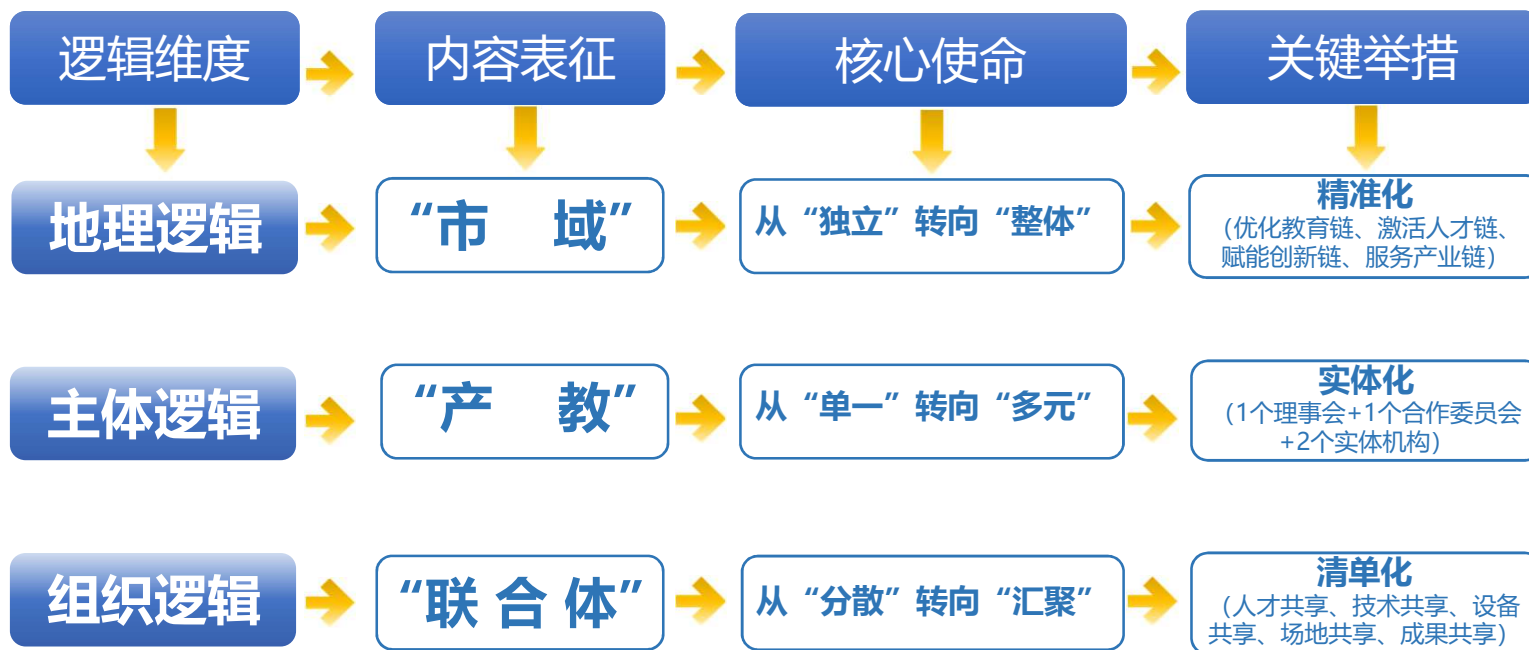 逻辑维度
内容表征
核心使命
关键举措
地理逻辑
“市 域”
从“独立”转向“整体”
精准化
(优化教育链、激活人才链、
赋能创新链、服务产业链)
主体逻辑
“产 教”
从“单一”转向“多元”
实体化
(1个理事会+1个合作委员会
+2个实体机构)
组织逻辑
“联 合 体”
从“分散”转向“汇聚”
清单化
(人才共享、技术共享、设备
共享、场地共享、成果共享)